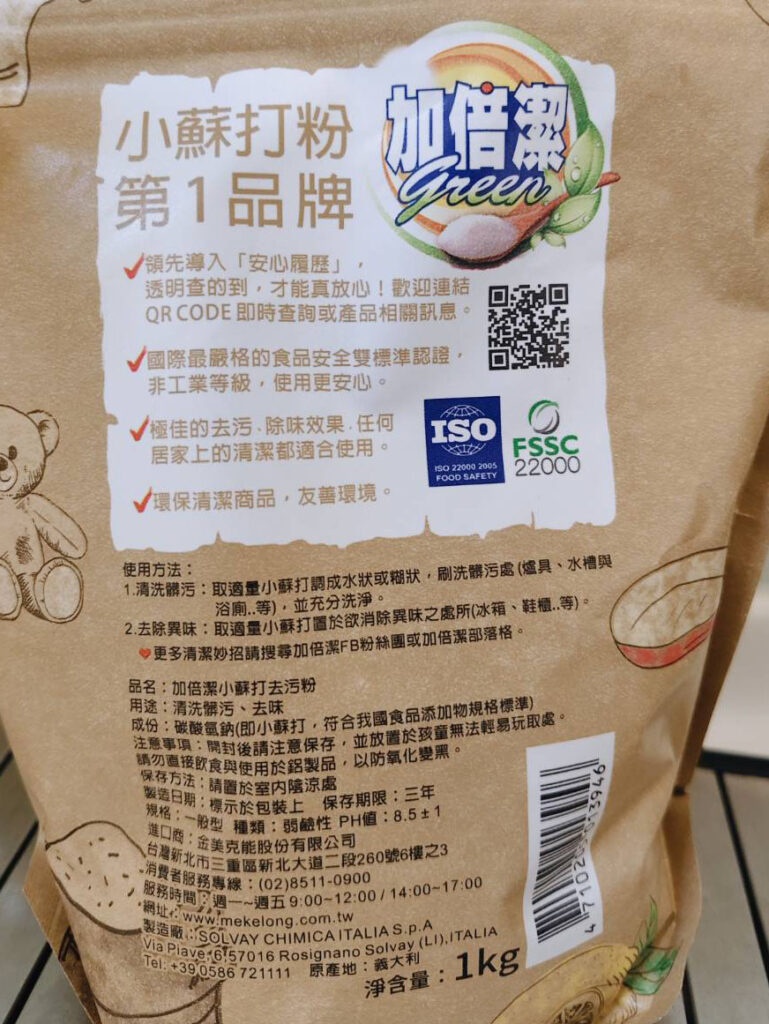 小蘇打粉
第1品牌
加倍潔
Green
✓領先導入「安心履歷」，
透明查的到，才能真放心！歡迎連結
QR CODE 即時查詢或產品相關訊息。
✓國際最嚴格的食品安全雙標準認證，
非工業等級，使用更安心。
✓極佳的去污、除味效果，任何
居家上的清潔都適合使用。
✓環保清潔商品，友善環境。
ISO
ISO 22000 2005
FOOD SAFETY
FSSC
22000
使用方法：
1.清洗髒污：取適量小蘇打調成水狀或糊狀，刷洗髒污處(爐具、水槽與
浴廁..等)，並充分洗淨。
2.去除異味：取適量小蘇打置於欲消除異味之處所(冰箱、鞋櫃..等)。
♥更多清潔妙招請搜尋加倍潔FB粉絲團或加倍潔部落格。
品名：加倍潔小蘇打去污粉
用途：清洗髒污、去味
成份：碳酸氫鈉(即小蘇打，符合我國食品添加物規格標準)
注意事項：開封後請注意保存，並放置於孩童無法輕易玩取處。
請勿直接飲食與使用於鋁製品，以防氧化變黑。
保存方法：請置於室內陰涼處
製造日期：標示於包裝上 保存期限：三年
規格：一般型 種類：弱鹼性 PH值：8.5±1
進口商：金美克能股份有限公司
台灣新北市三重區新北大道二段260號6樓之3
消費者服務專線：(02)8511-0900
服務時間：週一~週五 9:00~12:00 / 14:00~17:00
網址：www.mekelong.com.tw
製造廠：SOLVAY CHIMICA ITALIA S.p.A
Via Piave 6,57016 Rosignano Solvay (LI),ITALIA
Tel: +39 0586 721111 原產地：義大利
淨含量：1kg